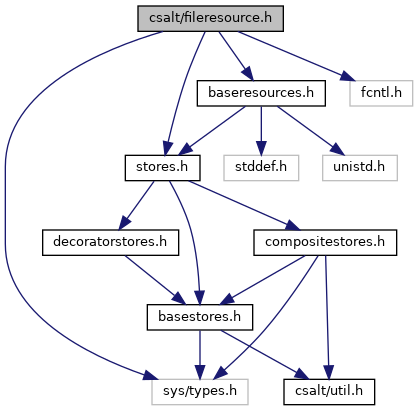 csalt/fileresource.h
baseresources.h
fcntl.h
stores.h
stddef.h
unistd.h
decoratorstores.h
compositestores.h
basestores.h
sys/types.h
csalt/util.h